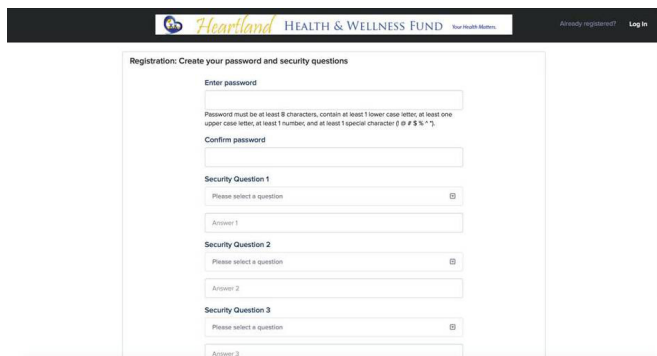 Heartland HEALTH & WELLNESS FUND Your Health Matters.
Already registered? Log In
Registration: Create your password and security questions
Enter password
Password must be at least 8 characters, contain at least 1 lower case letter, at least one
upper case letter, at least 1 number, and at least 1 special character (! @ # $ % ^ *).
Confirm password
Security Question 1
Please select a question
Answer 1
Security Question 2
Please select a question
Answer 2
Security Question 3
Please select a question
Answer 3